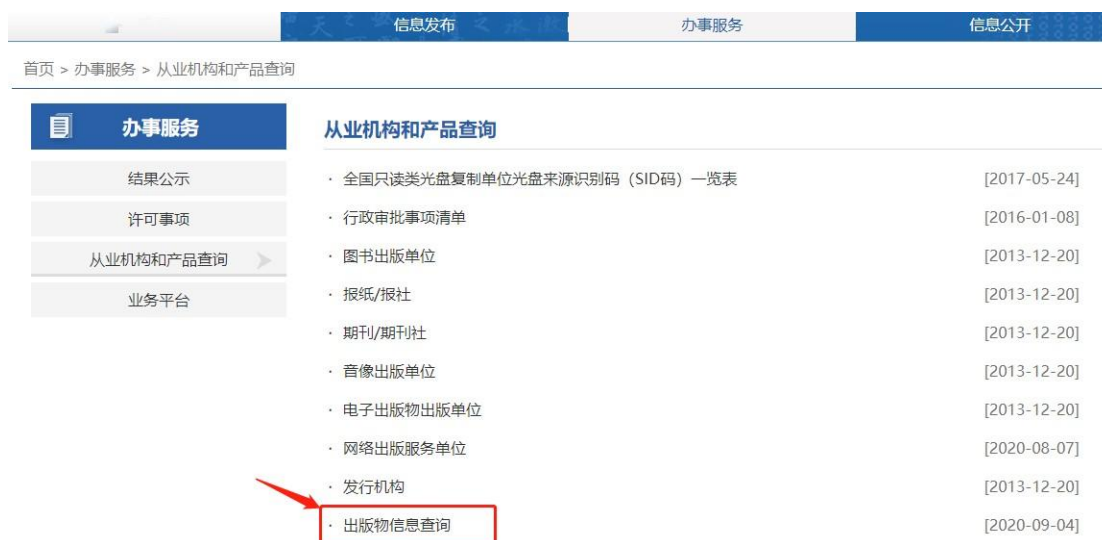 信息发布 办事服务 信息公开
首页 > 办事服务 > 从业机构和产品查询
办事服务
结果公示
许可事项
从业机构和产品查询
业务平台
从业机构和产品查询
· 全国只读类光盘复制单位光盘来源识别码（SID码）一览表 [2017-05-24]
· 行政审批事项清单 [2016-01-08]
· 图书出版单位 [2013-12-20]
· 报纸/报社 [2013-12-20]
· 期刊/期刊社 [2013-12-20]
· 音像出版单位 [2013-12-20]
· 电子出版物出版单位 [2013-12-20]
· 网络出版服务单位 [2020-08-07]
· 发行机构 [2013-12-20]
· 出版物信息查询 [2020-09-04]